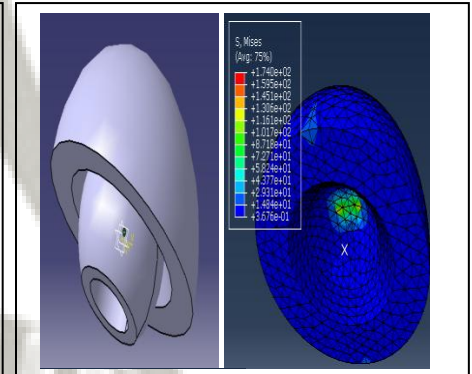 S, Mises
(Avg: 75%)
+1.740e+02
+1.595e+02
+1.451e+02
+1.306e+02
+1.161e+02
+1.017e+02
+8.718e+01
+7.271e+01
+5.824e+01
+4.377e+01
+2.931e+01
+1.484e+01
+3.676e-01
X